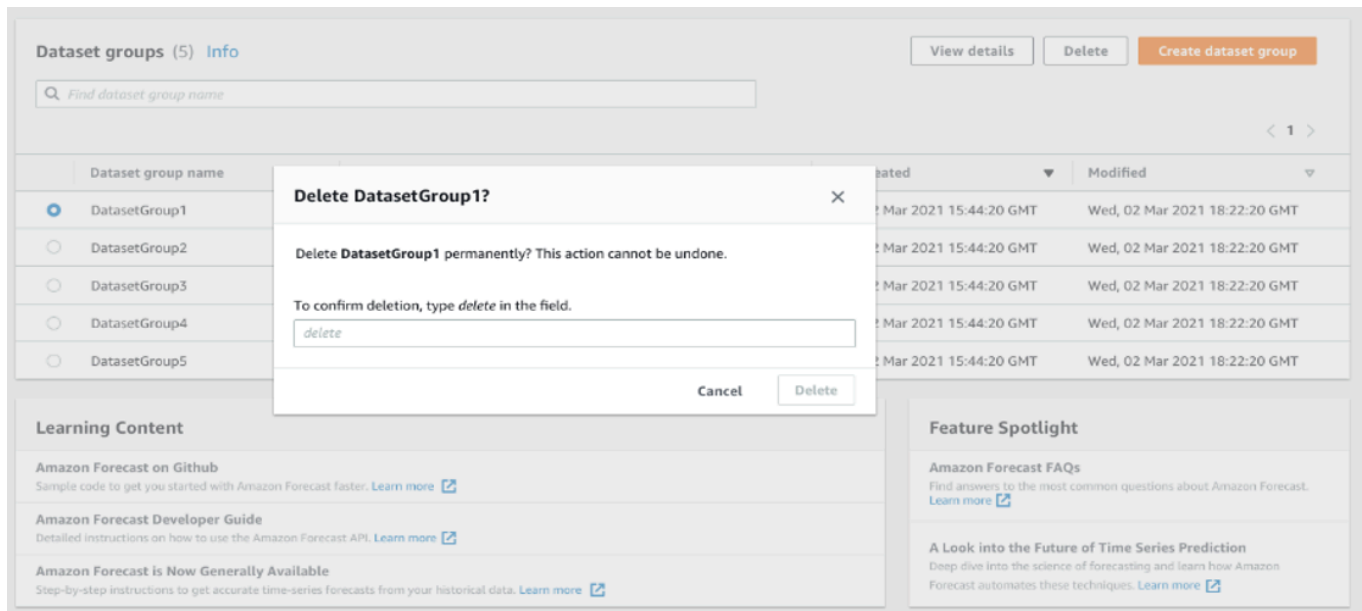 Dataset groups (5) Info
View details
Delete
Create dataset group
Find dataset group name
1
Dataset group name
Modified
DatasetGroup1
Mar 2021 15:44:20 GMT
Wed, 02 Mar 2021 18:22:20 GMT
DatasetGroup2
Mar 2021 15:44:20 GMT
Wed, 02 Mar 2021 18:22:20 GMT
DatasetGroup3
Mar 2021 15:44:20 GMT
Wed, 02 Mar 2021 18:22:20 GMT
DatasetGroup4
Mar 2021 15:44:20 GMT
Wed, 02 Mar 2021 18:22:20 GMT
DatasetGroup5
Mar 2021 15:44:20 GMT
Wed, 02 Mar 2021 18:22:20 GMT
Delete DatasetGroup1?
Delete DatasetGroup1 permanently? This action cannot be undone.
To confirm deletion, type delete in the field.
delete
Cancel
Delete
Learning Content
Amazon Forecast on Github
Sample code to get you started with Amazon Forecast faster. Learn more
Amazon Forecast Developer Guide
Detailed instructions on how to use the Amazon Forecast API. Learn more
Amazon Forecast is Now Generally Available
Step-by-step instructions to get accurate time-series forecasts from your historical data. Learn more
Feature Spotlight
Amazon Forecast FAQs
Find answers to the most common questions about Amazon Forecast.
Learn more
A Look into the Future of Time Series Prediction
Deep dive into the science of forecasting and learn how Amazon
Forecast automates these techniques. Learn more